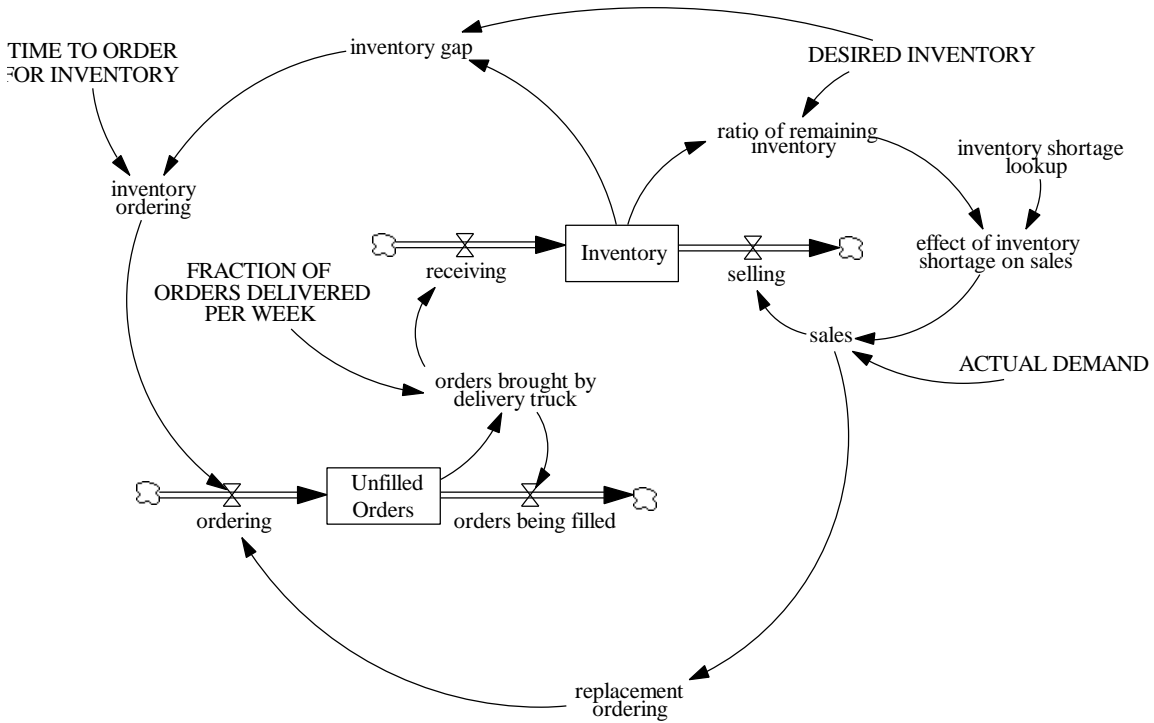 TIME TO ORDER
FOR INVENTORY
inventory gap
DESIRED INVENTORY
ratio of remaining
inventory
inventory shortage
lookup
inventory
ordering
effect of inventory
shortage on sales
Inventory
receiving
selling
FRACTION OF
ORDERS DELIVERED
PER WEEK
sales
ACTUAL DEMAND
orders brought by
delivery truck
Unfilled
Orders
ordering
orders being filled
replacement
ordering